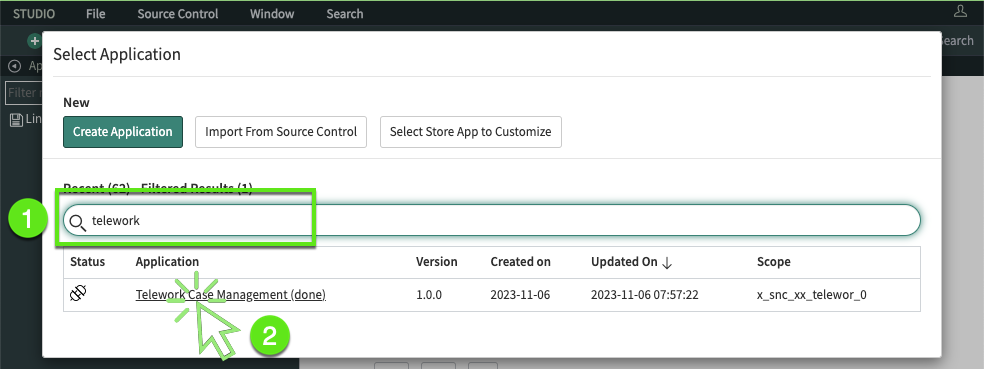 STUDIO File Source Control Window Search
Search
Select Application
Ap
Filter
New
Lin
Create Application Import From Source Control Select Store App to Customize
Recent (62) - Filtered Results (1)
1
telework
Status Application Version Created on Updated On ↓ Scope
Telework Case Management (done) 1.0.0 2023-11-06 2023-11-06 07:57:22 x_snc_xx_telewor_0
2